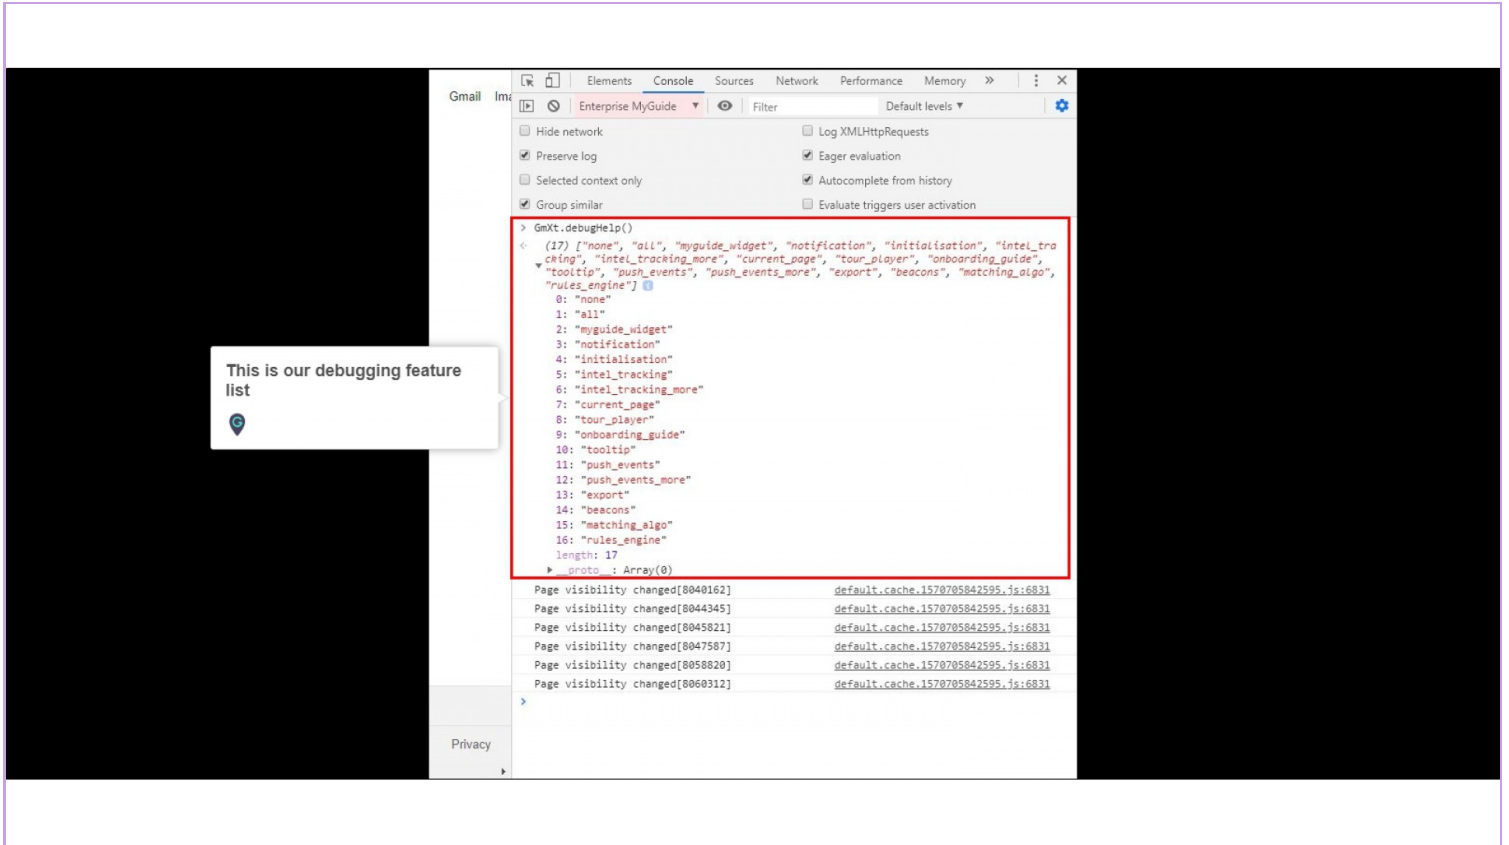 Gmail
Elements Console Sources Network Performance Memory »
Enterprise MyGuide ▼ Filter Default levels ▼
Hide network Log XMLHttpRequests
Preserve log Eager evaluation
Selected context only Autocomplete from history
Group similar Evaluate triggers user activation
> GmXt.debugHelp()
(17) ["none", "all", "myguide_widget", "notification", "initialisation", "intel_tra
cking", "intel_tracking_more", "current_page", "tour_player", "onboarding_guide",
"tooltip", "push_events", "push_events_more", "export", "beacons", "matching_algo",
"rules_engine"]
0: "none"
1: "all"
2: "myguide_widget"
3: "notification"
4: "initialisation"
5: "intel_tracking"
6: "intel_tracking_more"
7: "current_page"
8: "tour_player"
9: "onboarding_guide"
10: "tooltip"
11: "push_events"
12: "push_events_more"
13: "export"
14: "beacons"
15: "matching_algo"
16: "rules_engine"
length: 17
__proto__: Array(0)
Page visibility changed[8040162] default.cache.1570705842595.js:6831
Page visibility changed[8044345] default.cache.1570705842595.js:6831
Page visibility changed[8045821] default.cache.1570705842595.js:6831
Page visibility changed[8047587] default.cache.1570705842595.js:6831
Page visibility changed[8058820] default.cache.1570705842595.js:6831
Page visibility changed[8060312] default.cache.1570705842595.js:6831
>
This is our debugging feature
list
G
Privacy